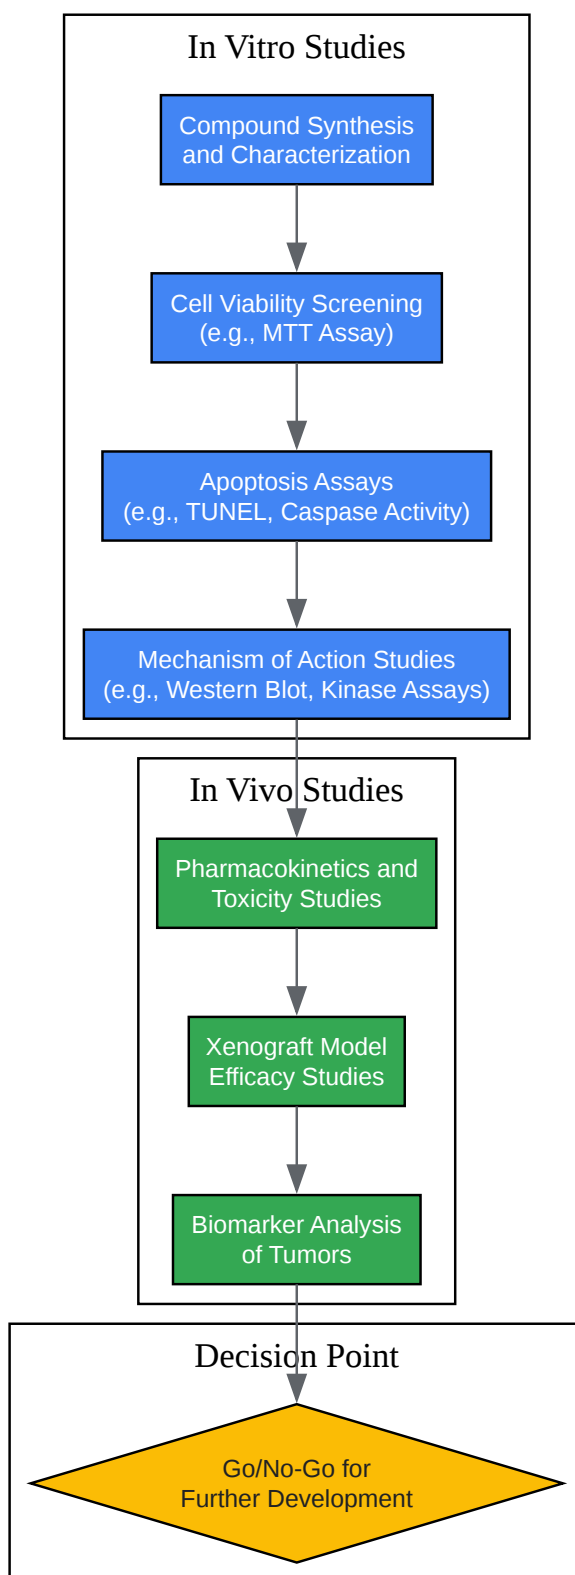 In Vitro Studies
Compound Synthesis
and Characterization
Cell Viability Screening
(e.g., MTT Assay)
Apoptosis Assays
(e.g., TUNEL, Caspase Activity)
Mechanism of Action Studies
(e.g., Western Blot, Kinase Assays)
In Vivo Studies
Pharmacokinetics and
Toxicity Studies
Xenograft Model
Efficacy Studies
Biomarker Analysis
of Tumors
Decision Point
Go/No-Go for
Further Development